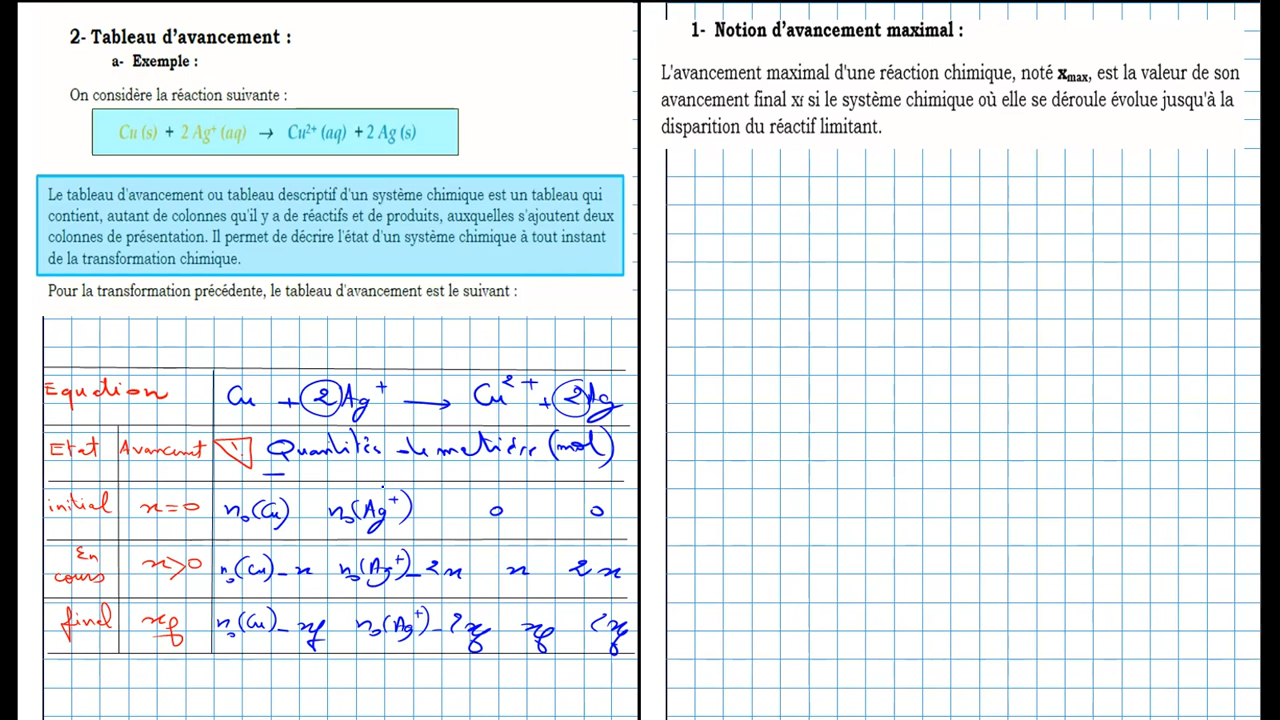 2- Tableau d'avancement :
a- Exemple :
On considère la réaction suivante :
Cu (s) + 2 Ag⁺ (aq) → Cu²⁺ (aq) + 2 Ag (s)
Le tableau d'avancement ou tableau descriptif d'un système chimique est un tableau qui
contient, autant de colonnes qu'il y a de réactifs et de produits, auxquelles s'ajoutent deux
colonnes de présentation. Il permet de décrire l'état d'un système chimique à tout instant
de la transformation chimique.
Pour la transformation précédente, le tableau d'avancement est le suivant :
Equation Cu + 2 Ag⁺ → Cu²⁺ + 2 Ag
Etat Avancement ! Quantités de matière (mol)
initial x = 0 n₀(Cu) n₀(Ag⁺) 0 0
En
cours x > 0 n₀(Cu) - x n₀(Ag⁺) - 2x x 2x
final xf n₀(Cu) - xf n₀(Ag⁺) - 2xf xf 2xf
1- Notion d'avancement maximal :
L'avancement maximal d'une réaction chimique, noté xmax, est la valeur de son
avancement final xf si le système chimique où elle se déroule évolue jusqu'à la
disparition du réactif limitant.